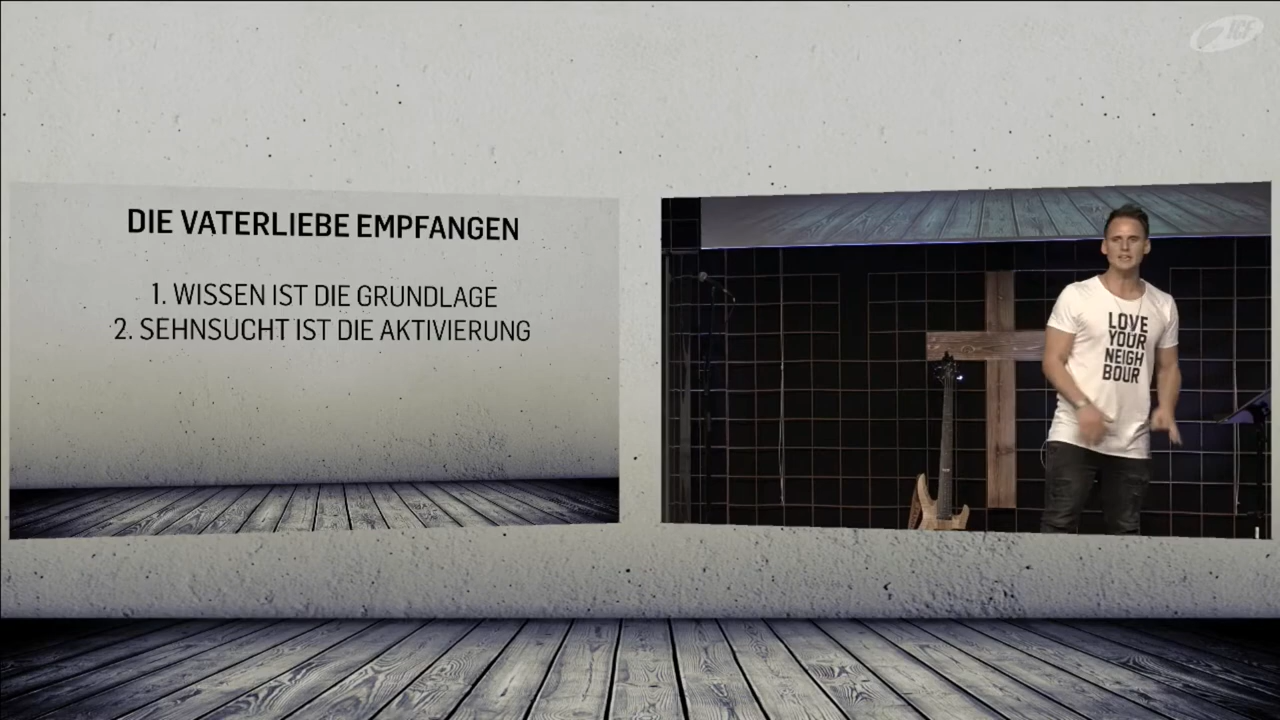 ICF
DIE VATERLIEBE EMPFANGEN
1. WISSEN IST DIE GRUNDLAGE
2. SEHNSUCHT IST DIE AKTIVIERUNG
LOVE
YOUR
NEIGH
BOUR